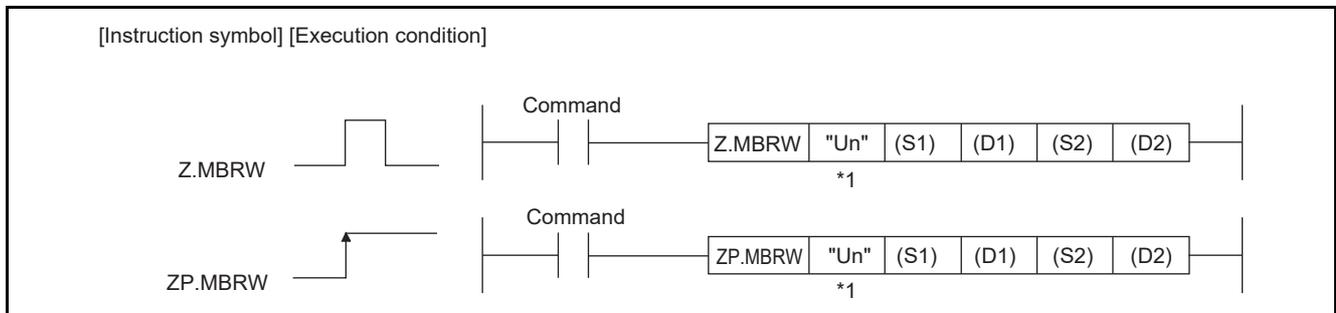 [Instruction symbol] [Execution condition]
Command
Z.MBRW Z.MBRW "Un" (S1) (D1) (S2) (D2)
*1
Command
ZP.MBRW ZP.MBRW "Un" (S1) (D1) (S2) (D2)
*1